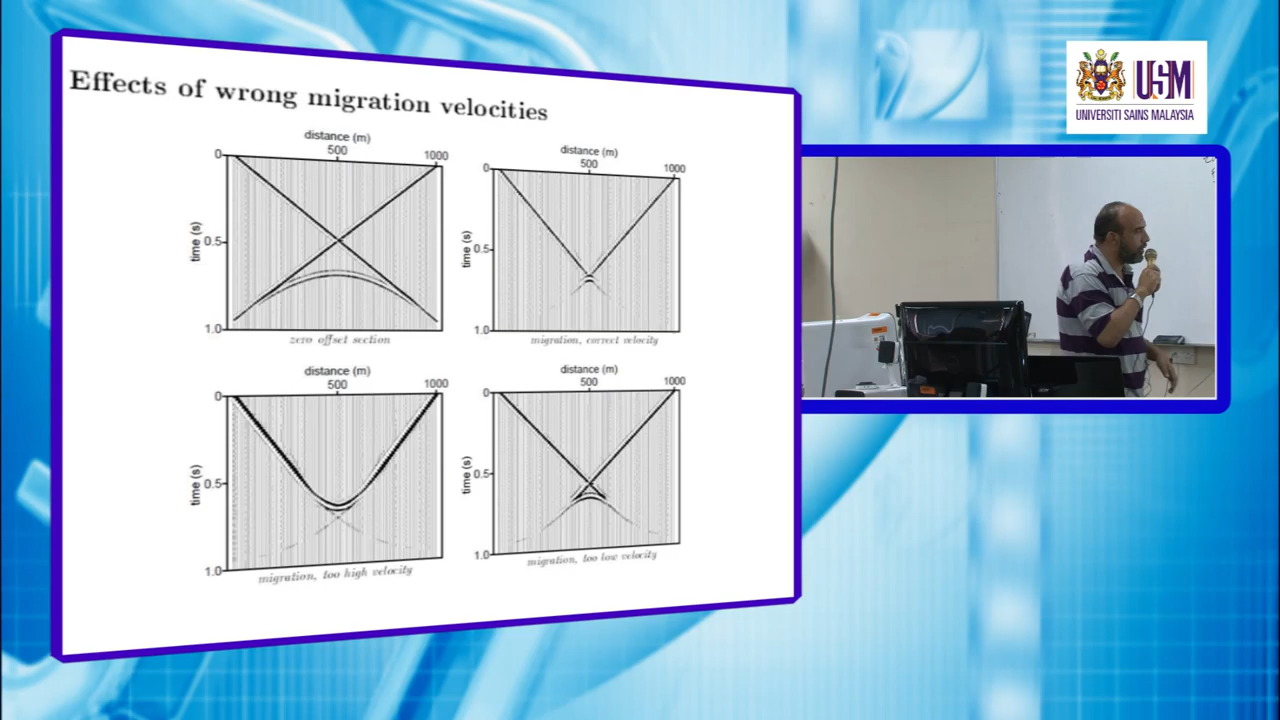 Effects of wrong migration velocities
distance (m)
500
1000
0
0.5
1.0
time (s)
zero offset section
distance (m)
500
1000
0
0.5
1.0
time (s)
migration, correct velocity
distance (m)
500
1000
0
0.5
1.0
time (s)
migration, too high velocity
distance (m)
500
1000
0
0.5
1.0
time (s)
migration, too low velocity
USM
UNIVERSITI SAINS MALAYSIA